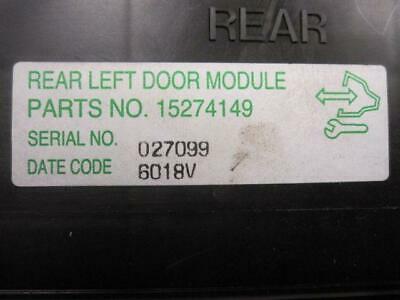 REAR
REAR LEFT DOOR MODULE
PARTS NO. 15274149
SERIAL NO. 027099
DATE CODE 6018V